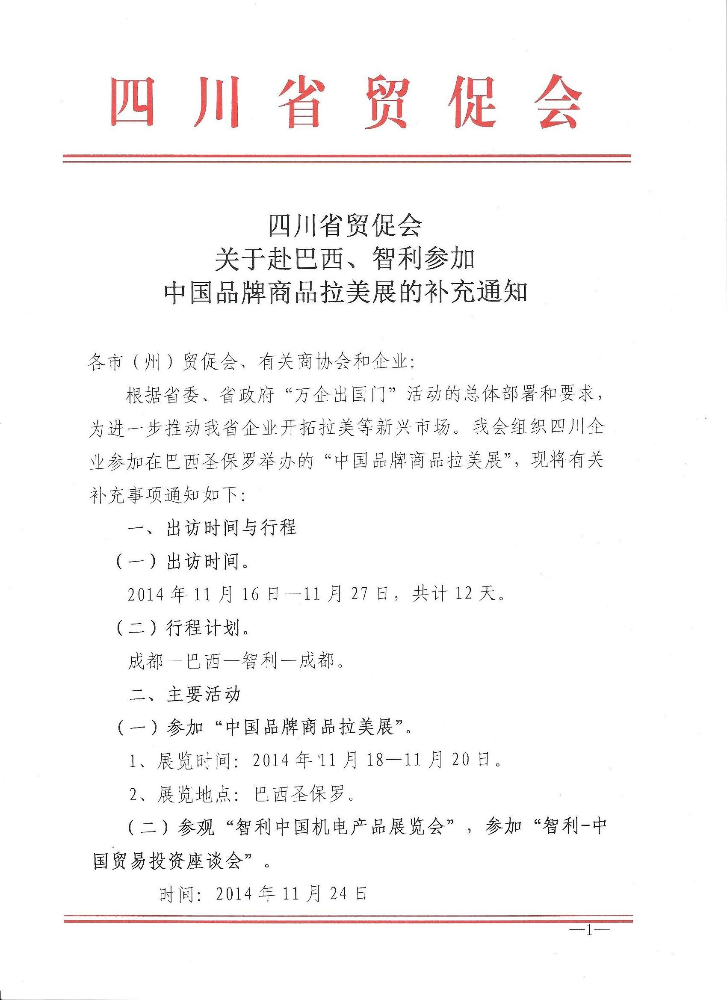 四川省贸促会
四川省贸促会
关于赴巴西、智利参加
中国品牌商品拉美展的补充通知
各市（州）贸促会、有关商协会和企业：
根据省委、省政府“万企出国门”活动的总体部署和要求，
为进一步推动我省企业开拓拉美等新兴市场。我会组织四川企
业参加在巴西圣保罗举办的“中国品牌商品拉美展”，现将有关
补充事项通知如下：
一、出访时间与行程
（一）出访时间。
2014年11月16日—11月27日，共计12天。
（二）行程计划。
成都—巴西—智利—成都。
二、主要活动
（一）参加“中国品牌商品拉美展”。
1、展览时间：2014年11月18—11月20日。
2、展览地点：巴西圣保罗。
（二）参观“智利中国机电产品展览会”，参加“智利-中
国贸易投资座谈会”。
时间：2014年11月24日
—1—